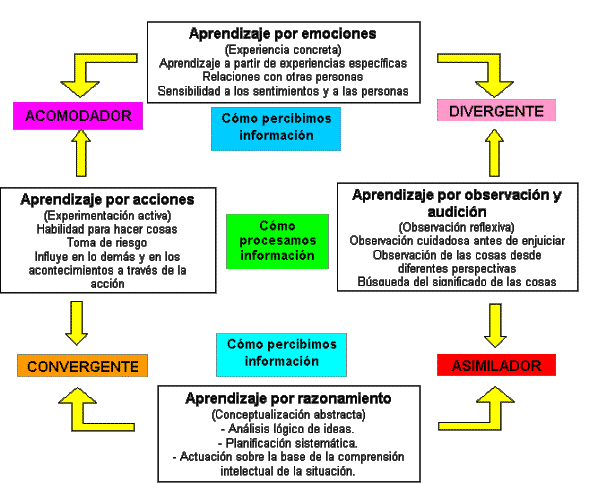 Aprendizaje por emociones
(Experiencia concreta)
Aprendizaje a partir de experiencias específicas
Relaciones con otras personas
Sensibilidad a los sentimientos y a las personas
ACOMODADOR
Cómo percibimos
información
DIVERGENTE
Aprendizaje por acciones
(Experimentación activa)
Habilidad para hacer cosas
Toma de riesgo
Influye en lo demás y en los
acontecimientos a través de la
acción
Cómo
procesamos
información
Aprendizaje por observación y
audición
(Observación reflexiva)
Observación cuidadosa antes de enjuiciar
Observación de las cosas desde
diferentes perspectivas
Búsqueda del significado de las cosas
CONVERGENTE
Cómo percibimos
información
ASIMILADOR
Aprendizaje por razonamiento
(Conceptualización abstracta)
- Análisis lógico de ideas.
- Planificación sistemática.
- Actuación sobre la base de la comprensión
intelectual de la situación.